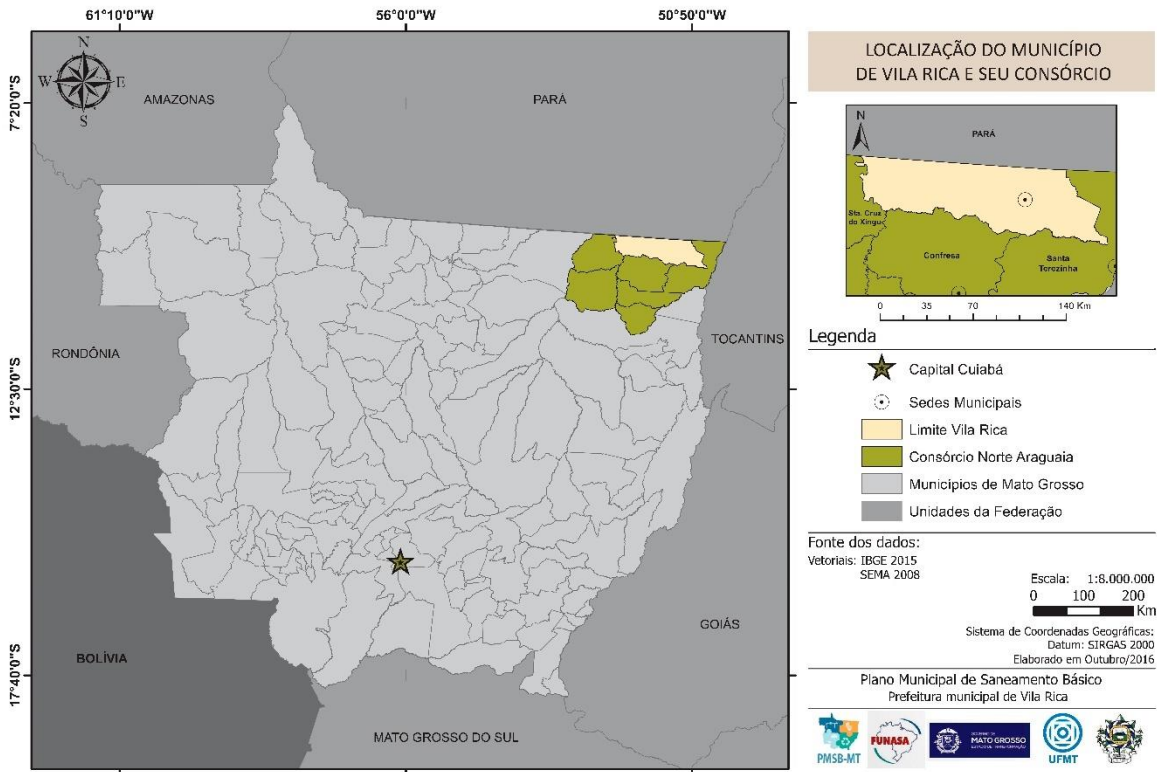 61°10'0"W
56°0'0"W
50°50'0"W
7°20'0"S
12°30'0"S
17°40'0"S
N
W
E
S
AMAZONAS
PARÁ
RONDÔNIA
TOCANTINS
GOIÁS
BOLÍVIA
MATO GROSSO DO SUL
LOCALIZAÇÃO DO MUNICÍPIO
DE VILA RICA E SEU CONSÓRCIO
N
PARÁ
Sta. Cruz
do Xingu
Confresa
Santa
Terezinha
0 35 70 140 Km
Legenda
Capital Cuiabá
Sedes Municipais
Limite Vila Rica
Consórcio Norte Araguaia
Municípios de Mato Grosso
Unidades da Federação
Fonte dos dados:
Vetoriais: IBGE 2015
SEMA 2008
Escala: 1:8.000.000
0 100 200
Km
Sistema de Coordenadas Geográficas:
Datum: SIRGAS 2000
Elaborado em Outubro/2016
Plano Municipal de Saneamento Básico
Prefeitura municipal de Vila Rica
PMSB-MT
FUNASA
MATO GROSSO
UFMT